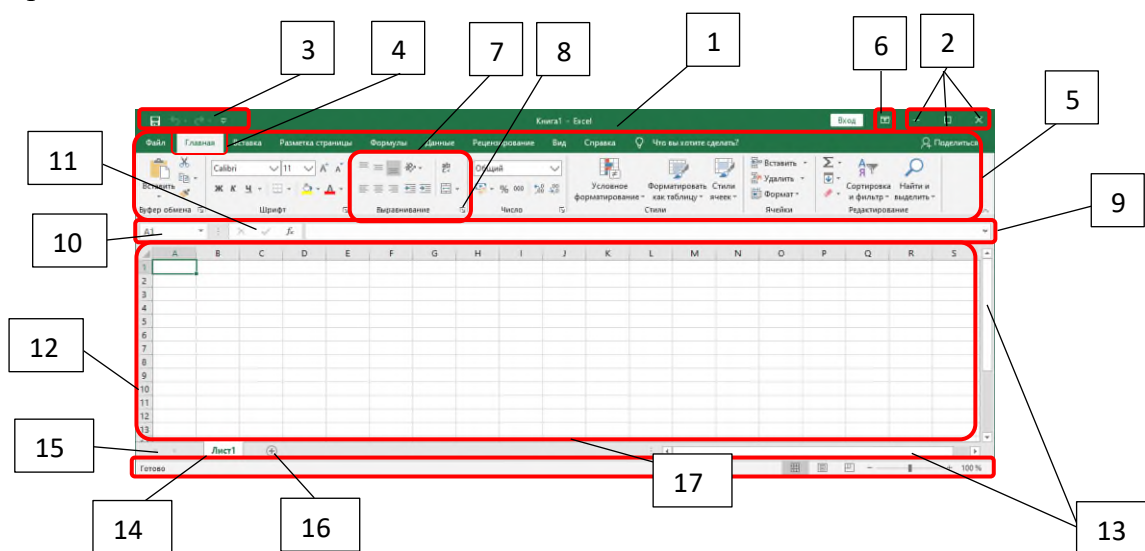 3 4 7 8 1 6 2
5
Книга1 - Excel Вход
Файл Главная Вставка Разметка страницы Формулы Данные Рецензирование Вид Справка Что вы хотите сделать? Поделиться
11
Calibri 11 Общий Вставить Σ
Вставить Ж К Ч % 000 Условное Форматировать Стили Удалить Сортировка Найти и
форматирование как таблицу ячеек Формат и фильтр выделить
Буфер обмена Шрифт Выравнивание Число Стили Ячейки Редактирование
9
10
A1 fx
A B C D E F G H I J K L M N O P Q R S
1
2
3
4
5
6
7
12
8
9
10
11
12
13
15
Лист1
Готово 100 %
17
14 16 13